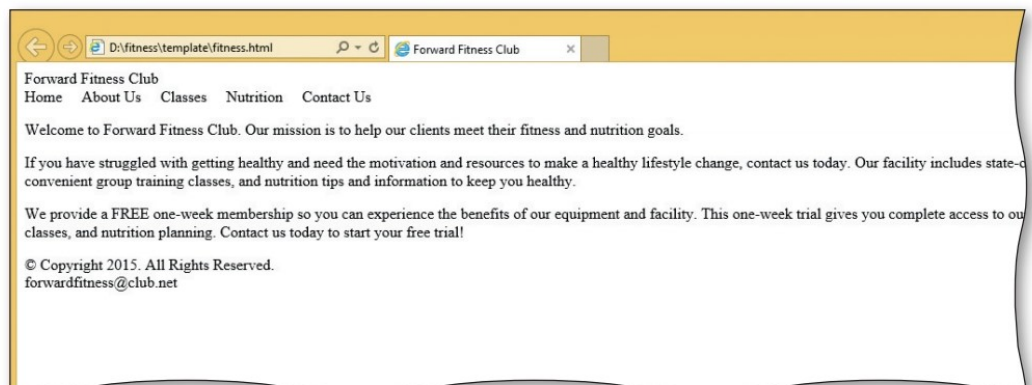 D:\fitness\template\fitness.html
Forward Fitness Club
Forward Fitness Club
Home About Us Classes Nutrition Contact Us
Welcome to Forward Fitness Club. Our mission is to help our clients meet their fitness and nutrition goals.
If you have struggled with getting healthy and need the motivation and resources to make a healthy lifestyle change, contact us today. Our facility includes
convenient group training classes, and nutrition tips and information to keep you healthy.
We provide a FREE one-week membership so you can experience the benefits of our equipment and facility. This one-week trial gives you complete access to
classes, and nutrition planning. Contact us today to start your free trial!
© Copyright 2015. All Rights Reserved.
forwardfitness@club.net